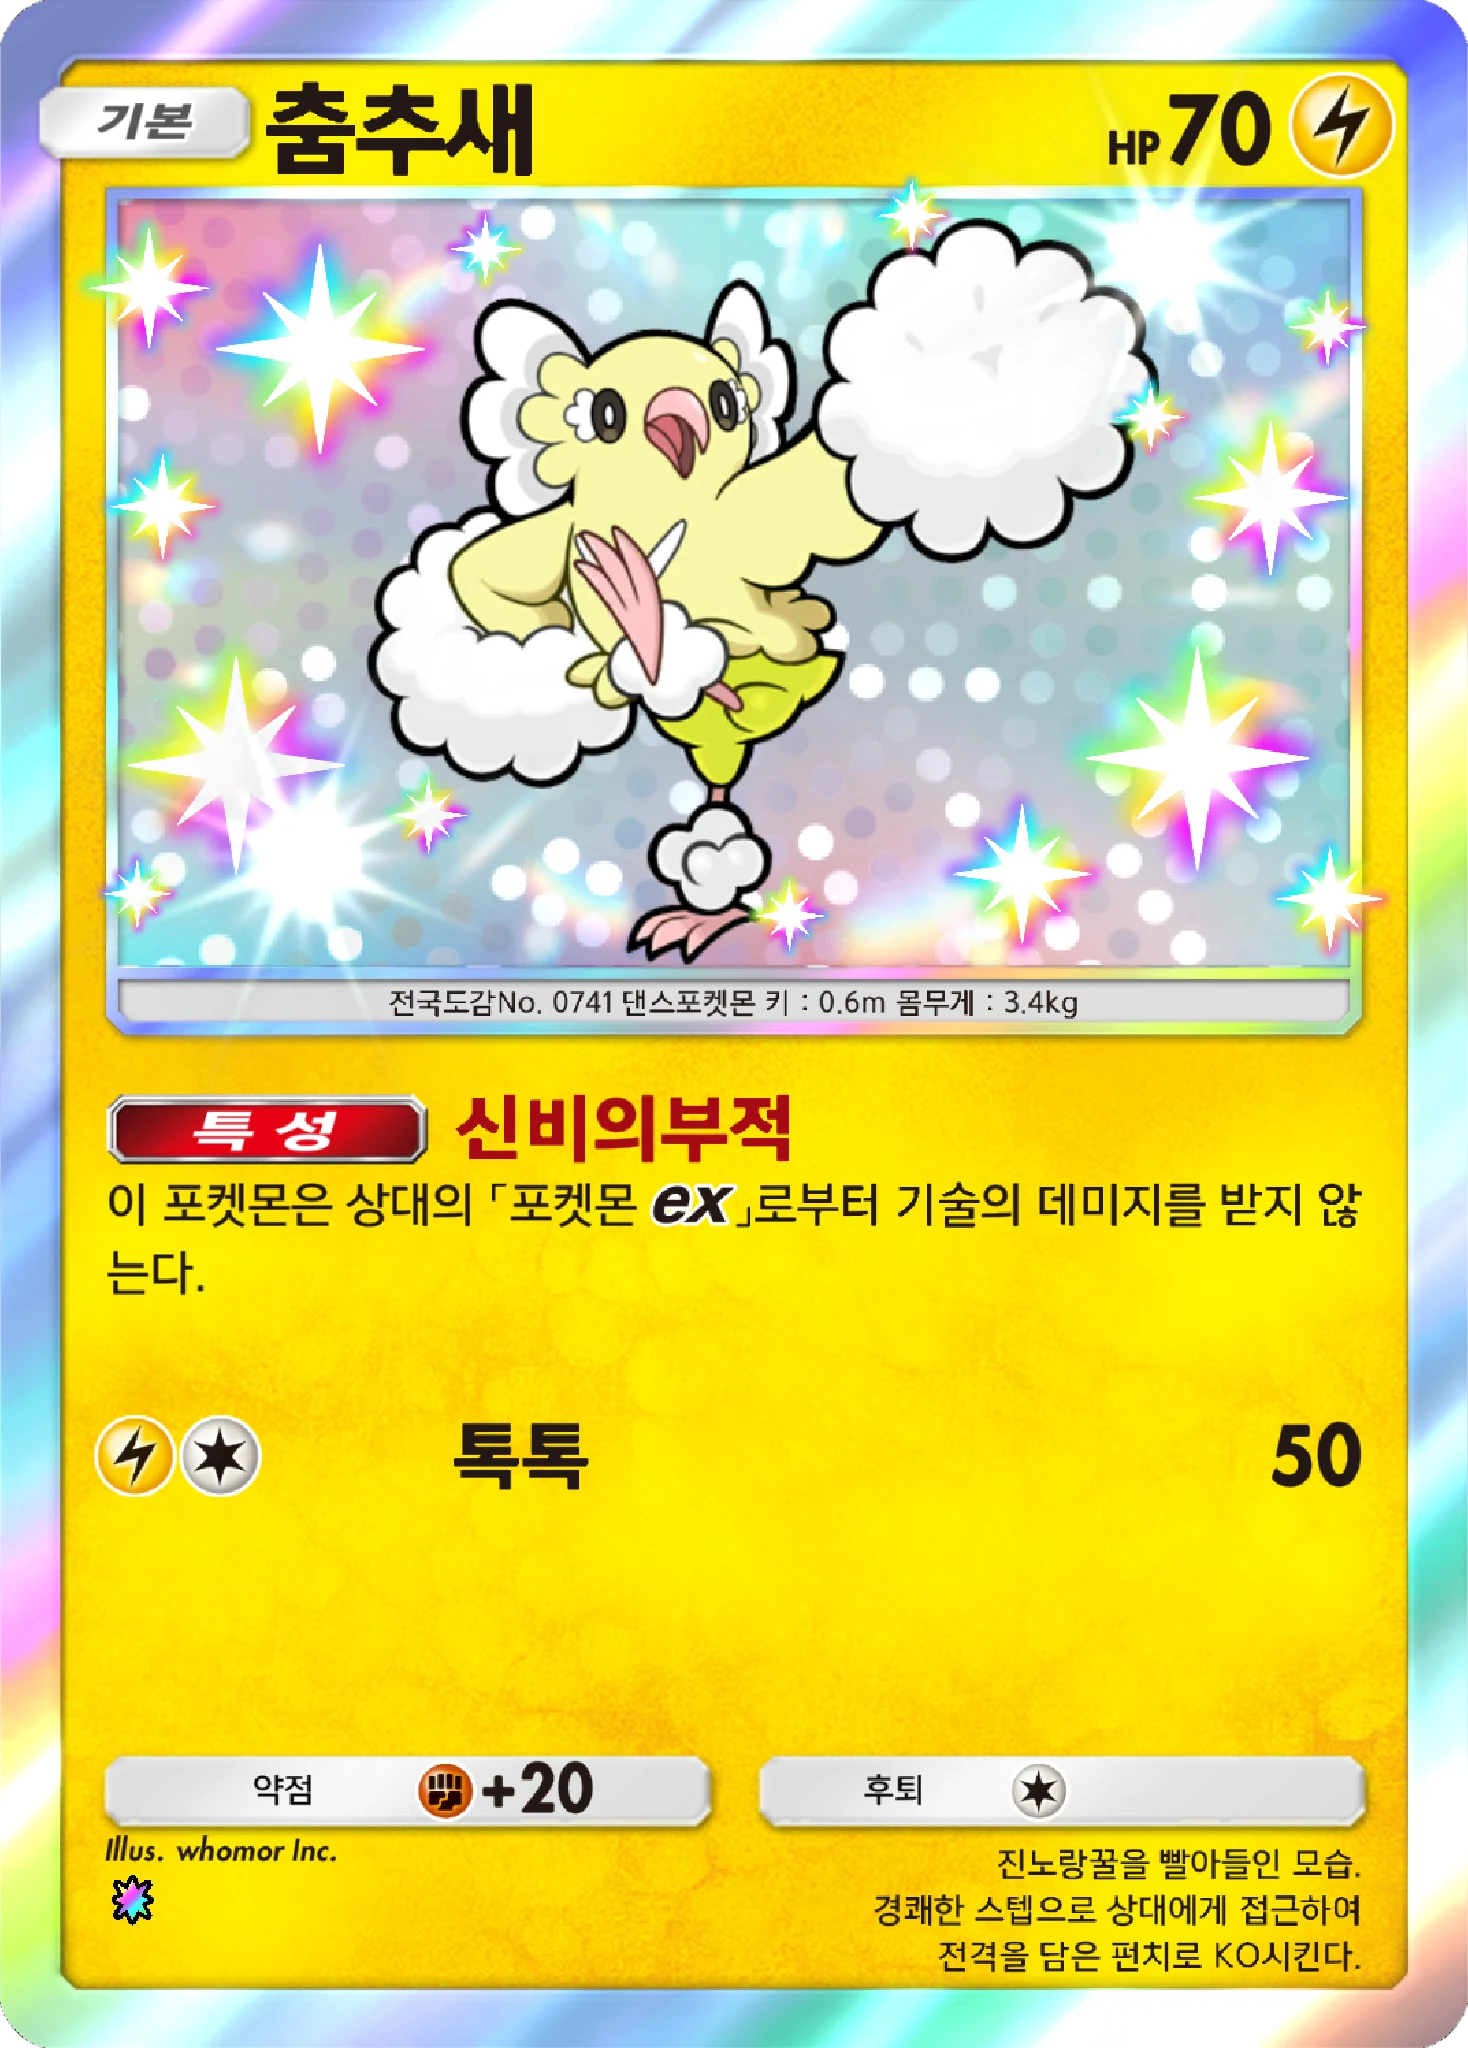 기본 춤추새 HP 70
전국도감No. 0741 댄스포켓몬 키 : 0.6m 몸무게 : 3.4kg
특성 신비의부적
이 포켓몬은 상대의 「포켓몬 ex」로부터 기술의 데미지를 받지 않
는다.
톡톡 50
약점 +20 후퇴
Illus. whomor Inc.
진노랑꿀을 빨아들인 모습.
경쾌한 스텝으로 상대에게 접근하여
전격을 담은 펀치로 KO시킨다.